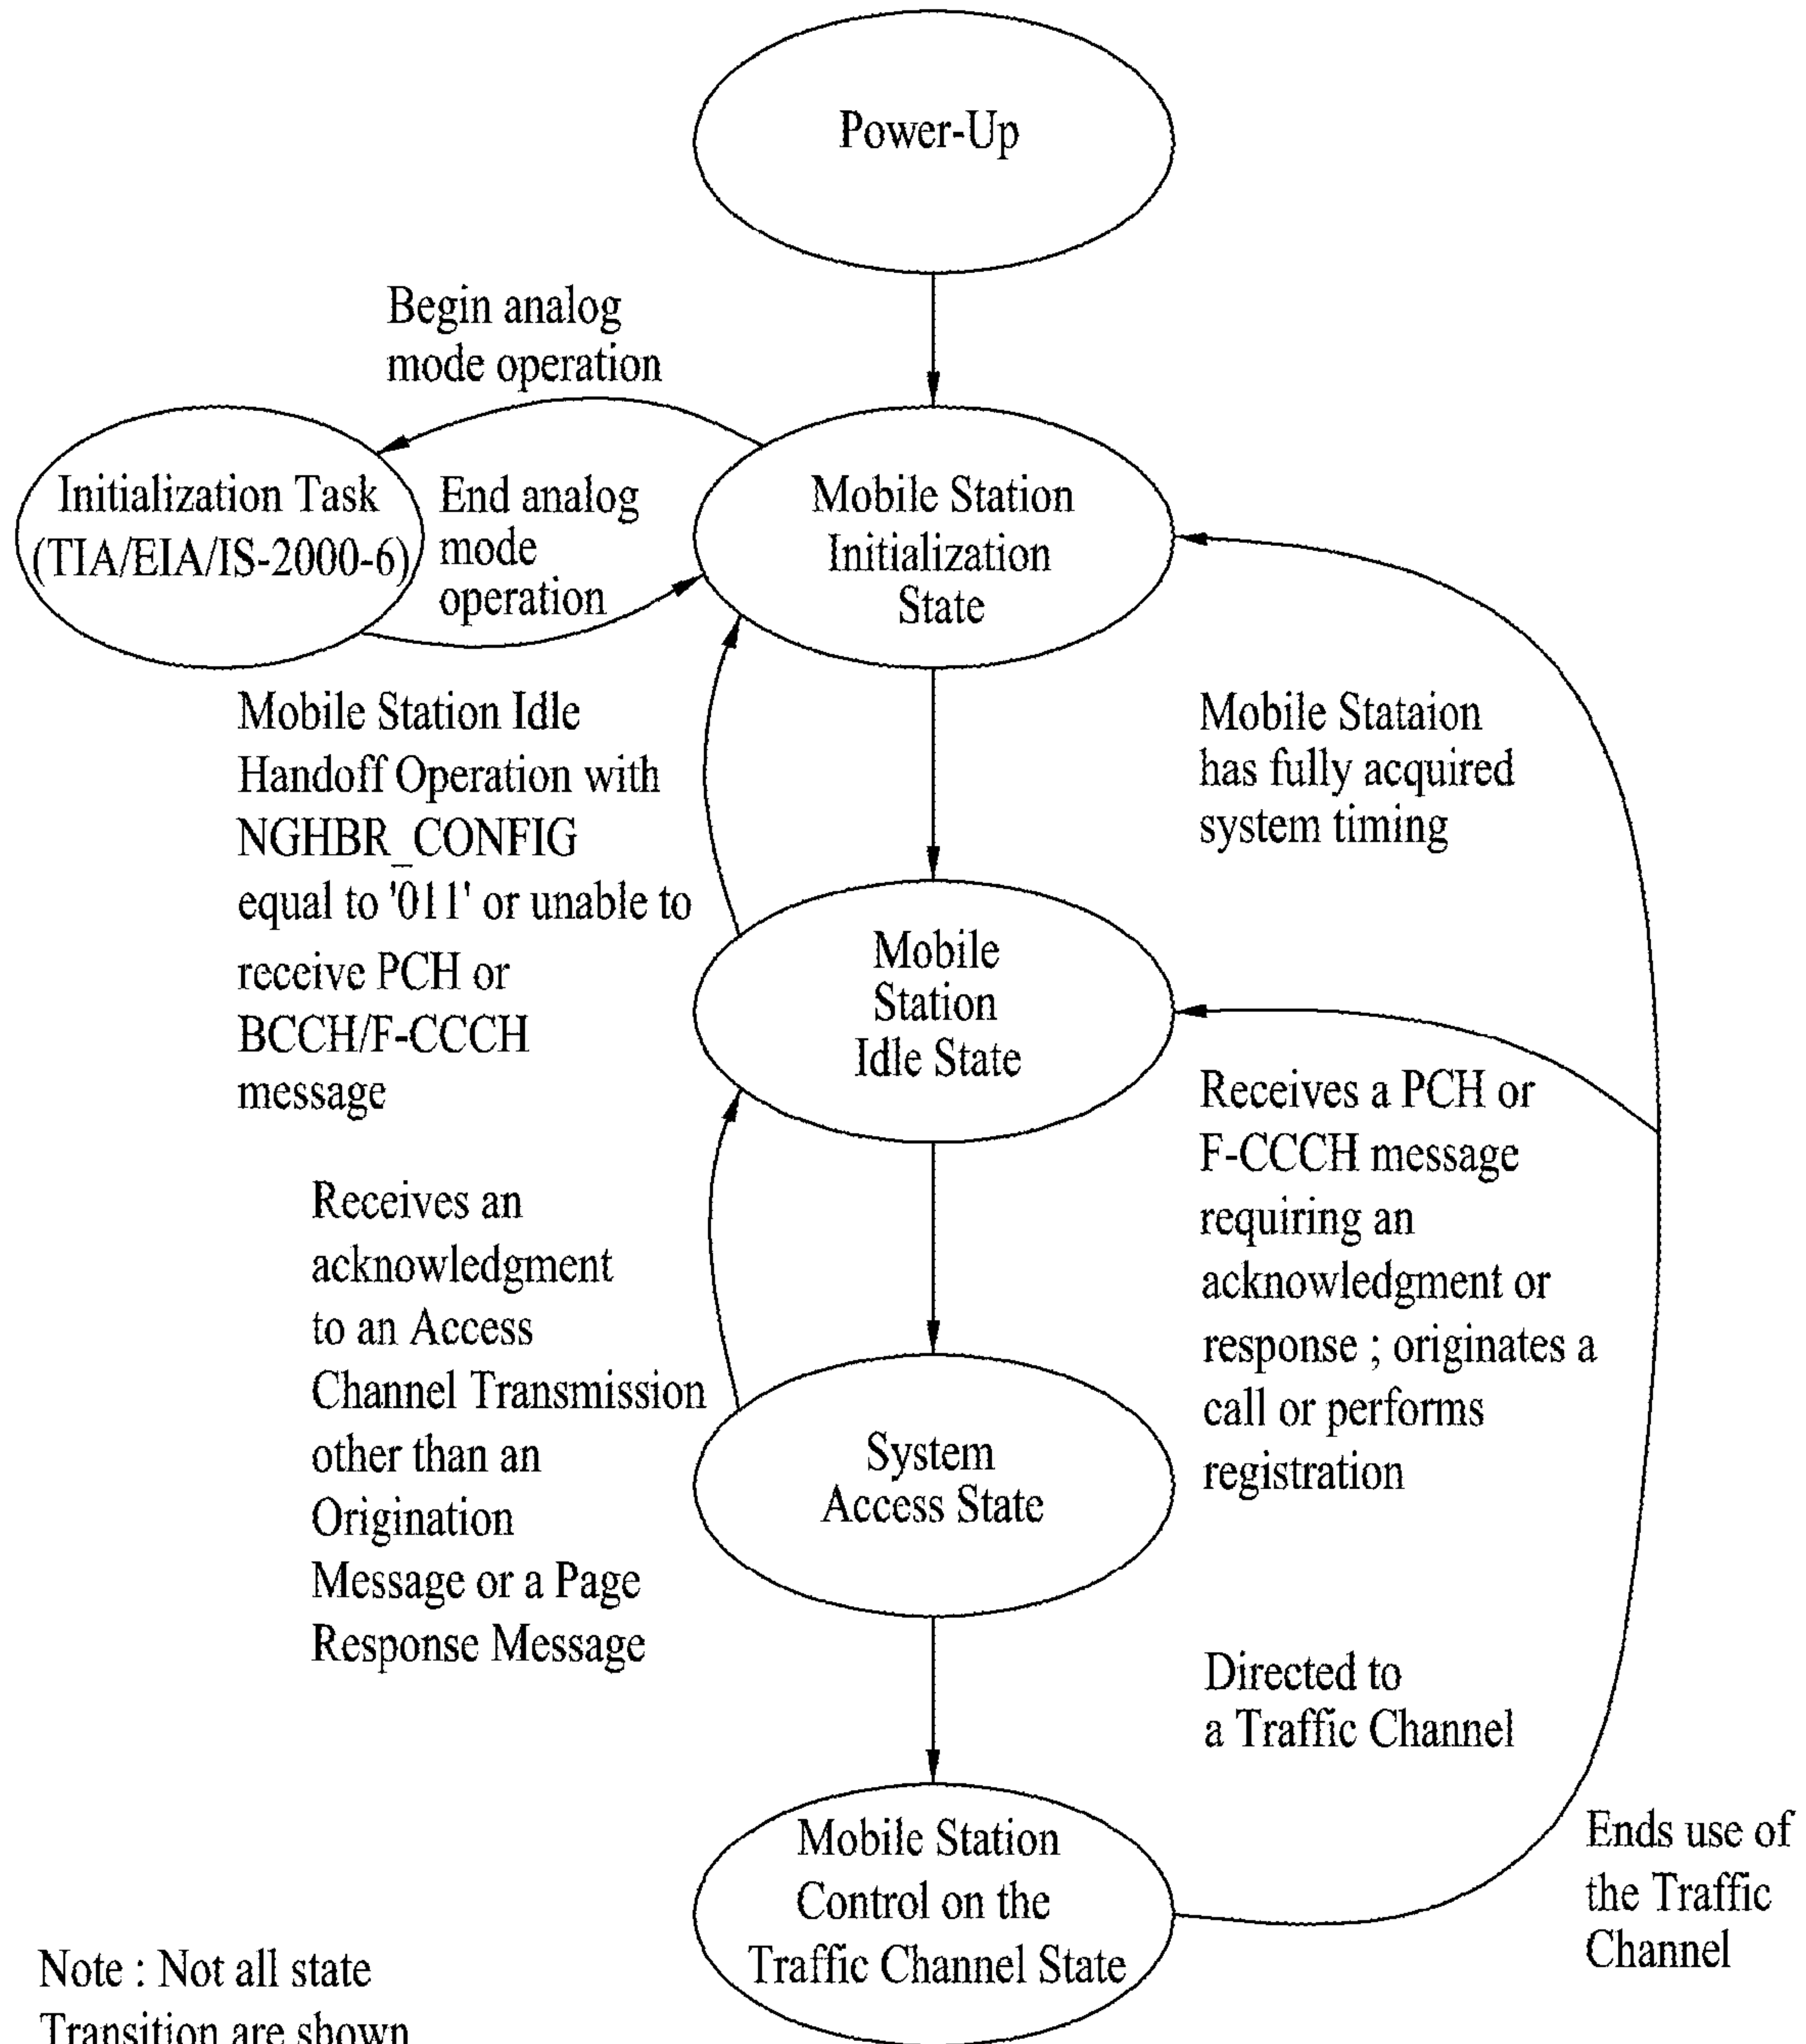 Power-Up
Begin analog
mode operation
Initialization Task
(TIA/EIA/IS-2000-6)
End analog
mode
operation
Mobile Station
Initialization
State
Mobile Station Idle
Handoff Operation with
NGHBR_CONFIG
equal to '011' or unable to
receive PCH or
BCCH/F-CCCH
message
Mobile Stataion
has fully acquired
system timing
Mobile
Station
Idle State
Receives a PCH or
F-CCCH message
requiring an
acknowledgment or
response ; originates a
call or performs
registration
Receives an
acknowledgment
to an Access
Channel Transmission
other than an
Origination
Message or a Page
Response Message
System
Access State
Directed to
a Traffic Channel
Mobile Station
Control on the
Traffic Channel State
Ends use of
the Traffic
Channel
Note : Not all state
Transition are shown